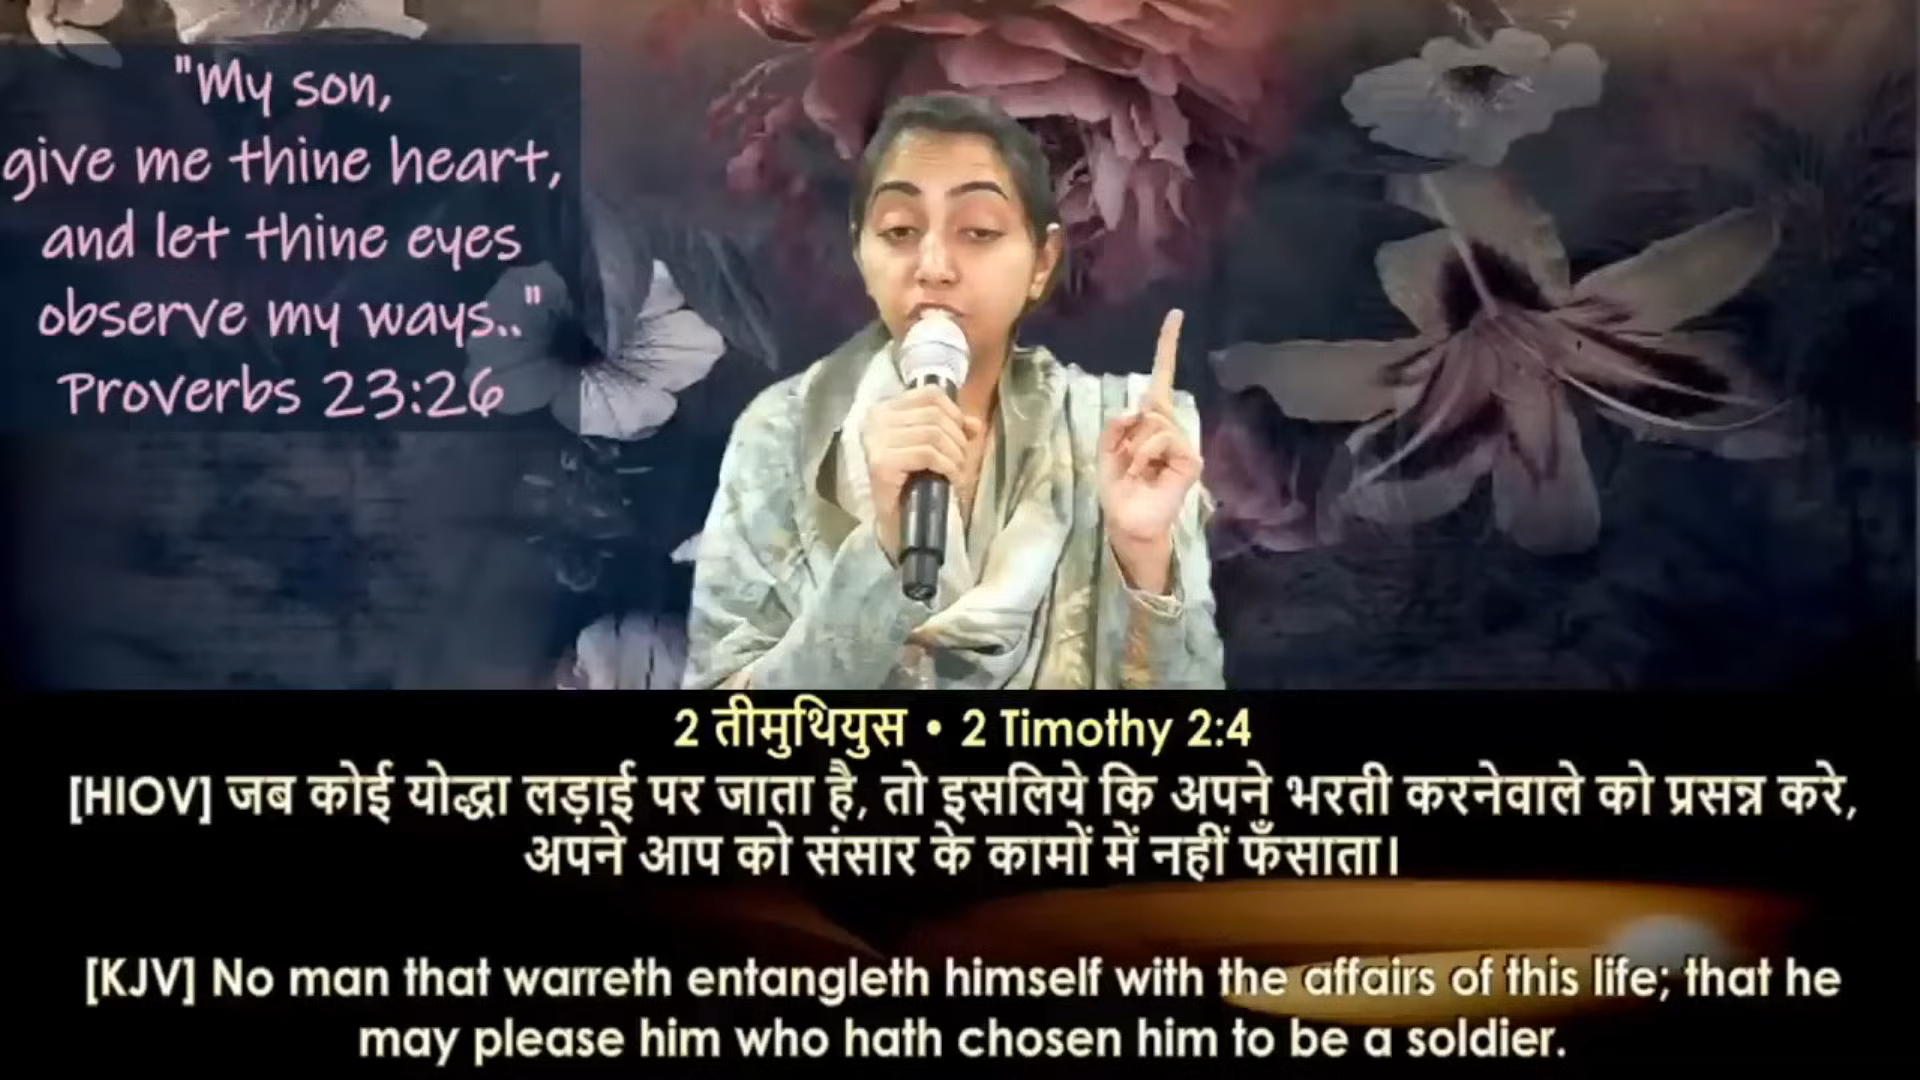 "My son,
give me thine heart,
and let thine eyes
observe my ways.."
Proverbs 23:26
2 तीमुथियुस • 2 Timothy 2:4
[HIOV] जब कोई योद्धा लड़ाई पर जाता है, तो इसलिये कि अपने भरती करनेवाले को प्रसन्न करे,
अपने आप को संसार के कामों में नहीं फँसाता।
[KJV] No man that warreth entangleth himself with the affairs of this life; that he
may please him who hath chosen him to be a soldier.